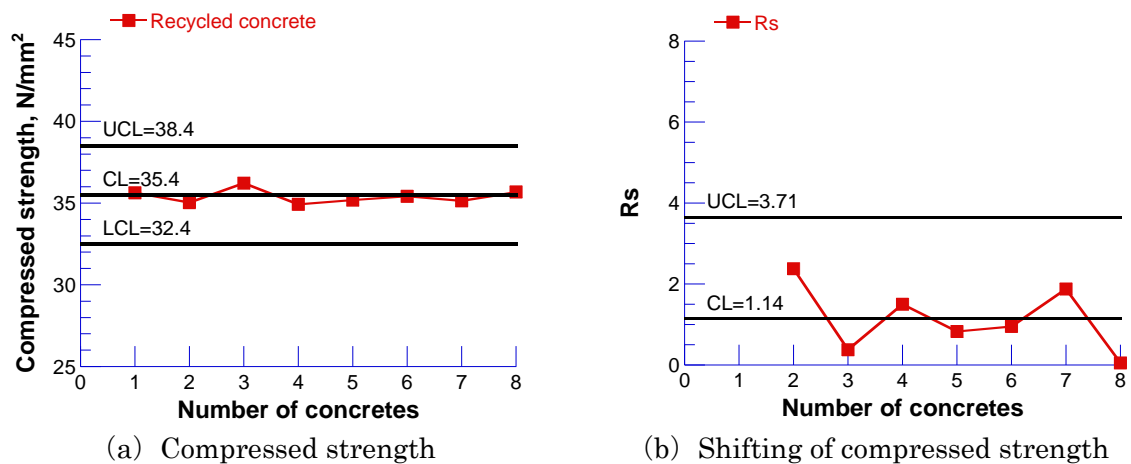 Recycled concrete
Compressed strength, N/mm²
45
40
35
30
25
UCL=38.4
CL=35.4
LCL=32.4
0 1 2 3 4 5 6 7 8
Number of concretes
(a) Compressed strength
Rs
Rs
8
6
4
2
0
UCL=3.71
CL=1.14
0 1 2 3 4 5 6 7 8
Number of concretes
(b) Shifting of compressed strength